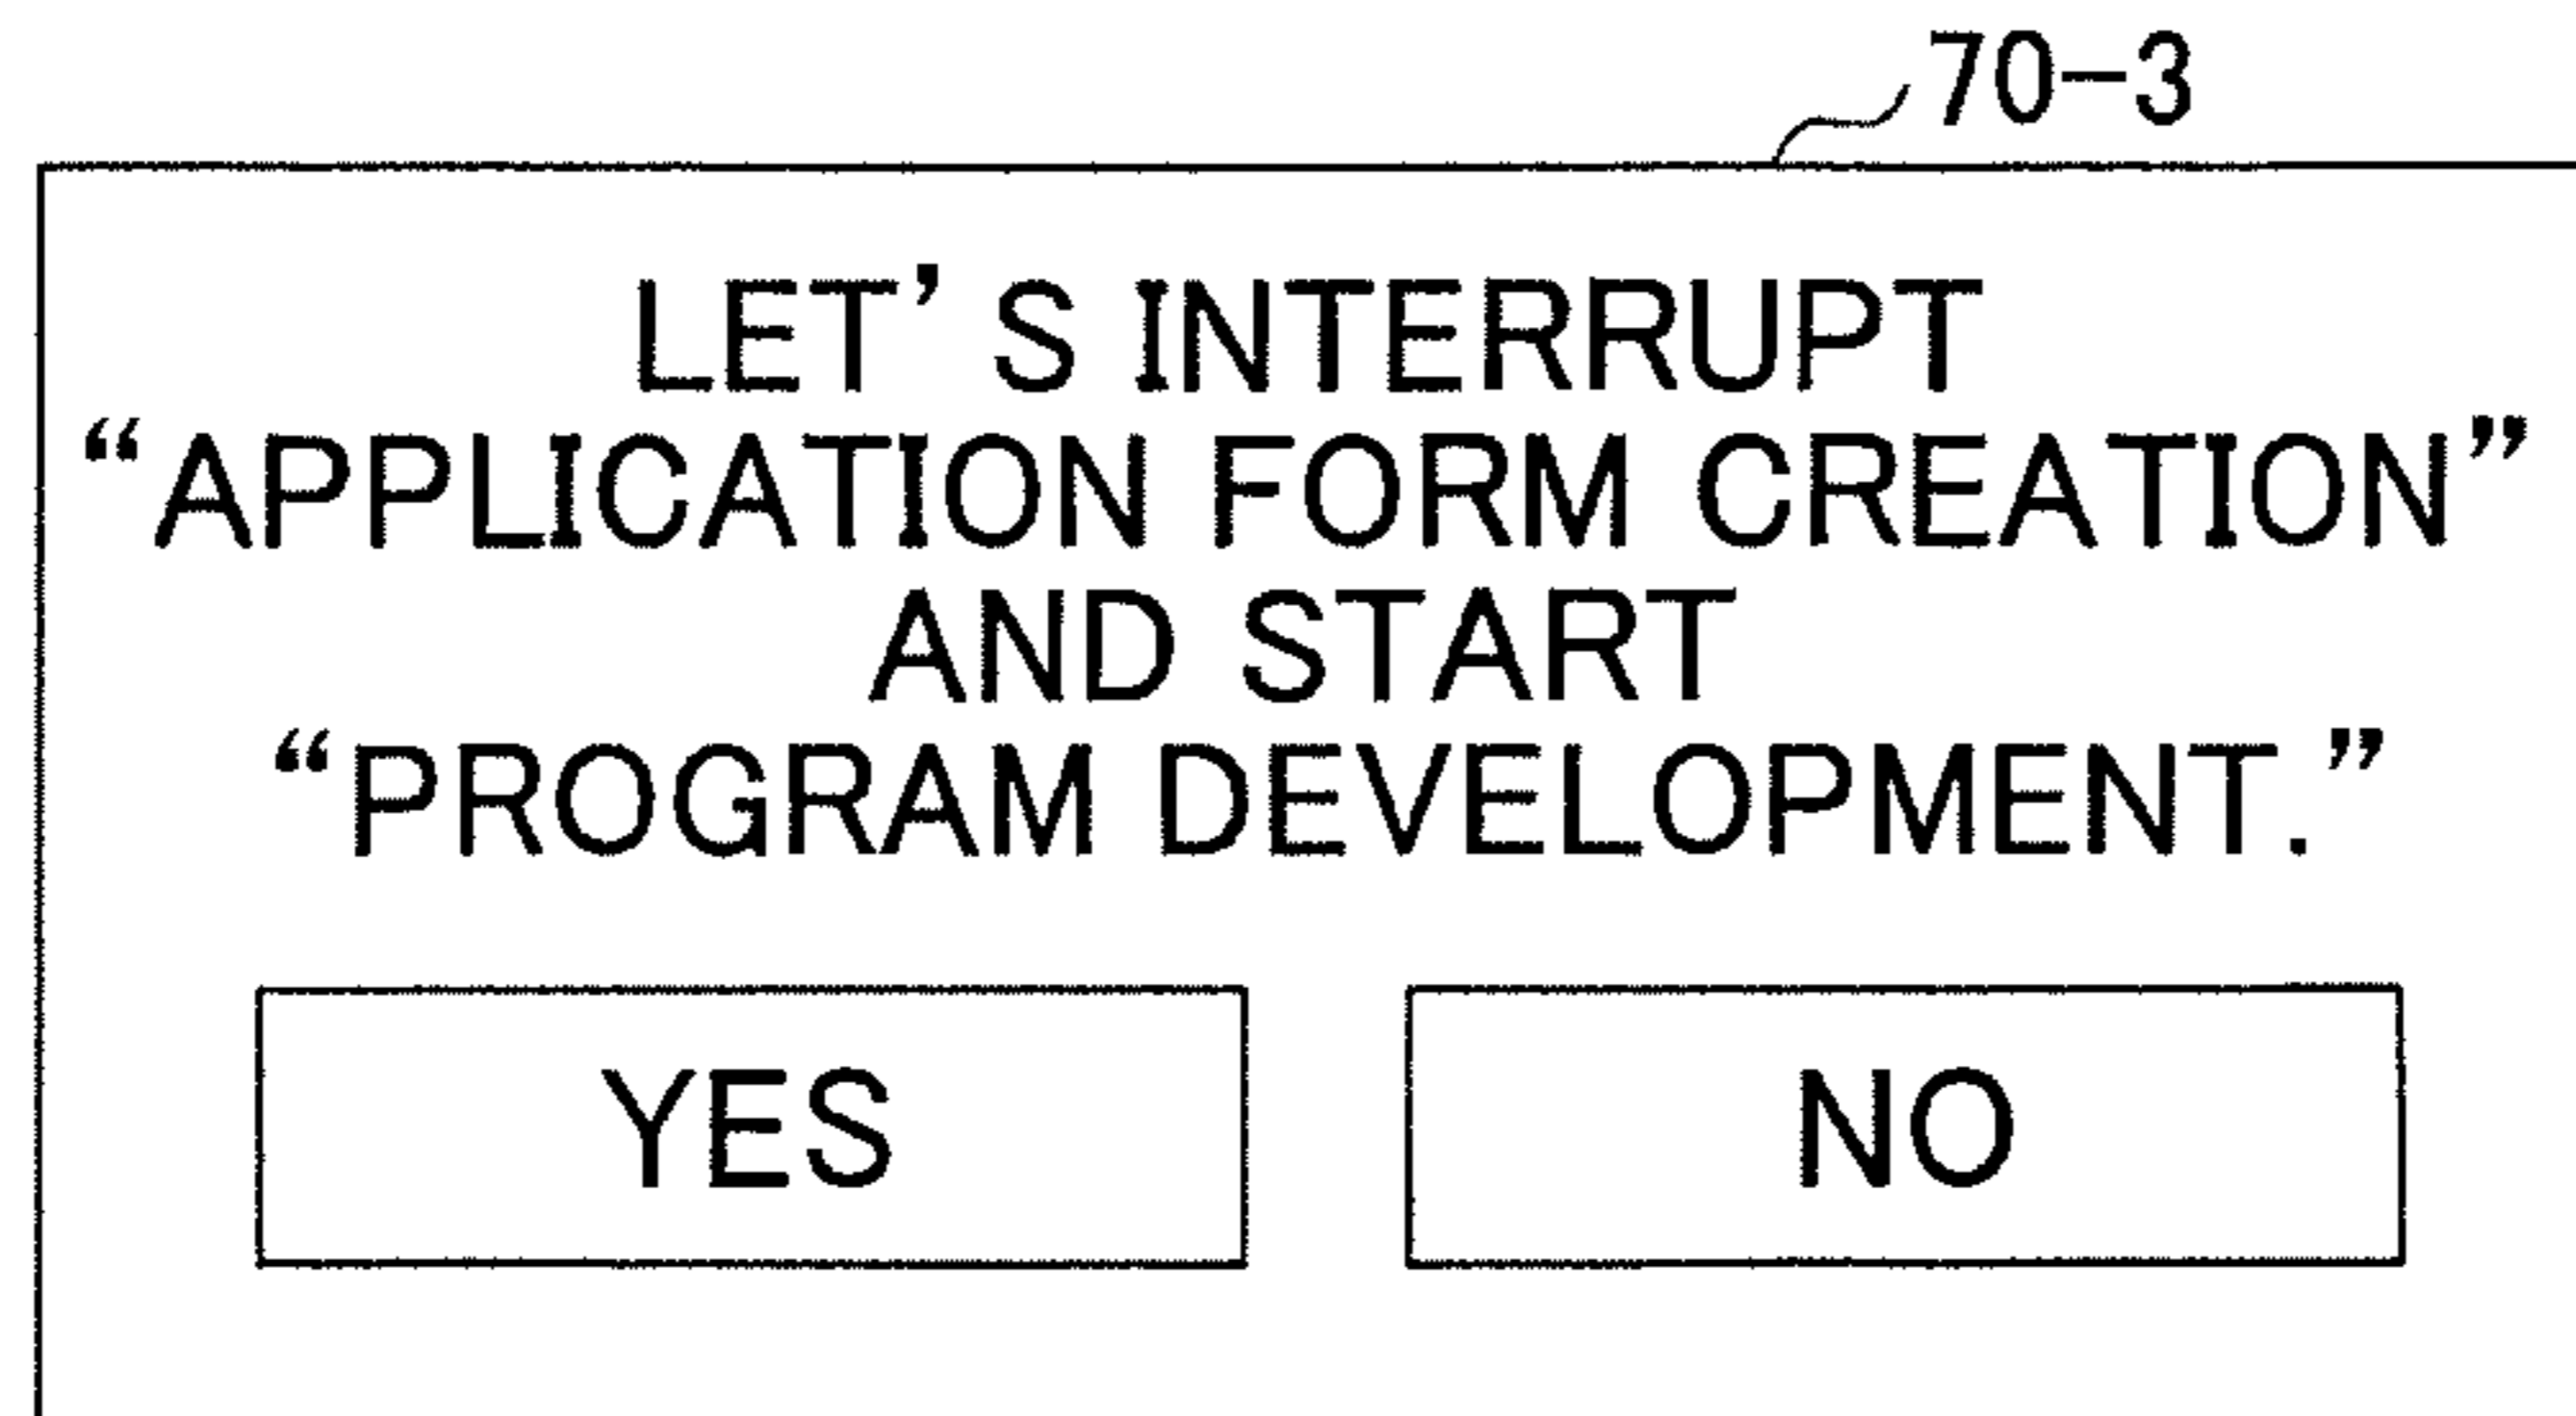 70-3
LET'S INTERRUPT
“APPLICATION FORM CREATION”
AND START
“PROGRAM DEVELOPMENT.”
YES NO